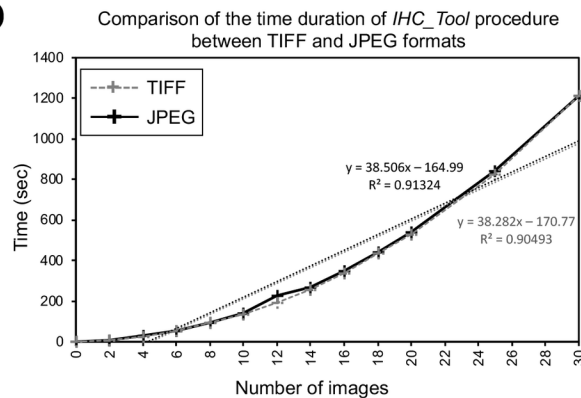 Comparison of the time duration of IHC_Tool procedure
between TIFF and JPEG formats
1400
1200
1000
800
600
400
200
0
Time (sec)
TIFF
JPEG
y = 38.506x – 164.99
R² = 0.91324
y = 38.282x – 170.77
R² = 0.90493
0 2 4 6 8 10 12 14 16 18 20 22 24 26 28 30
Number of images